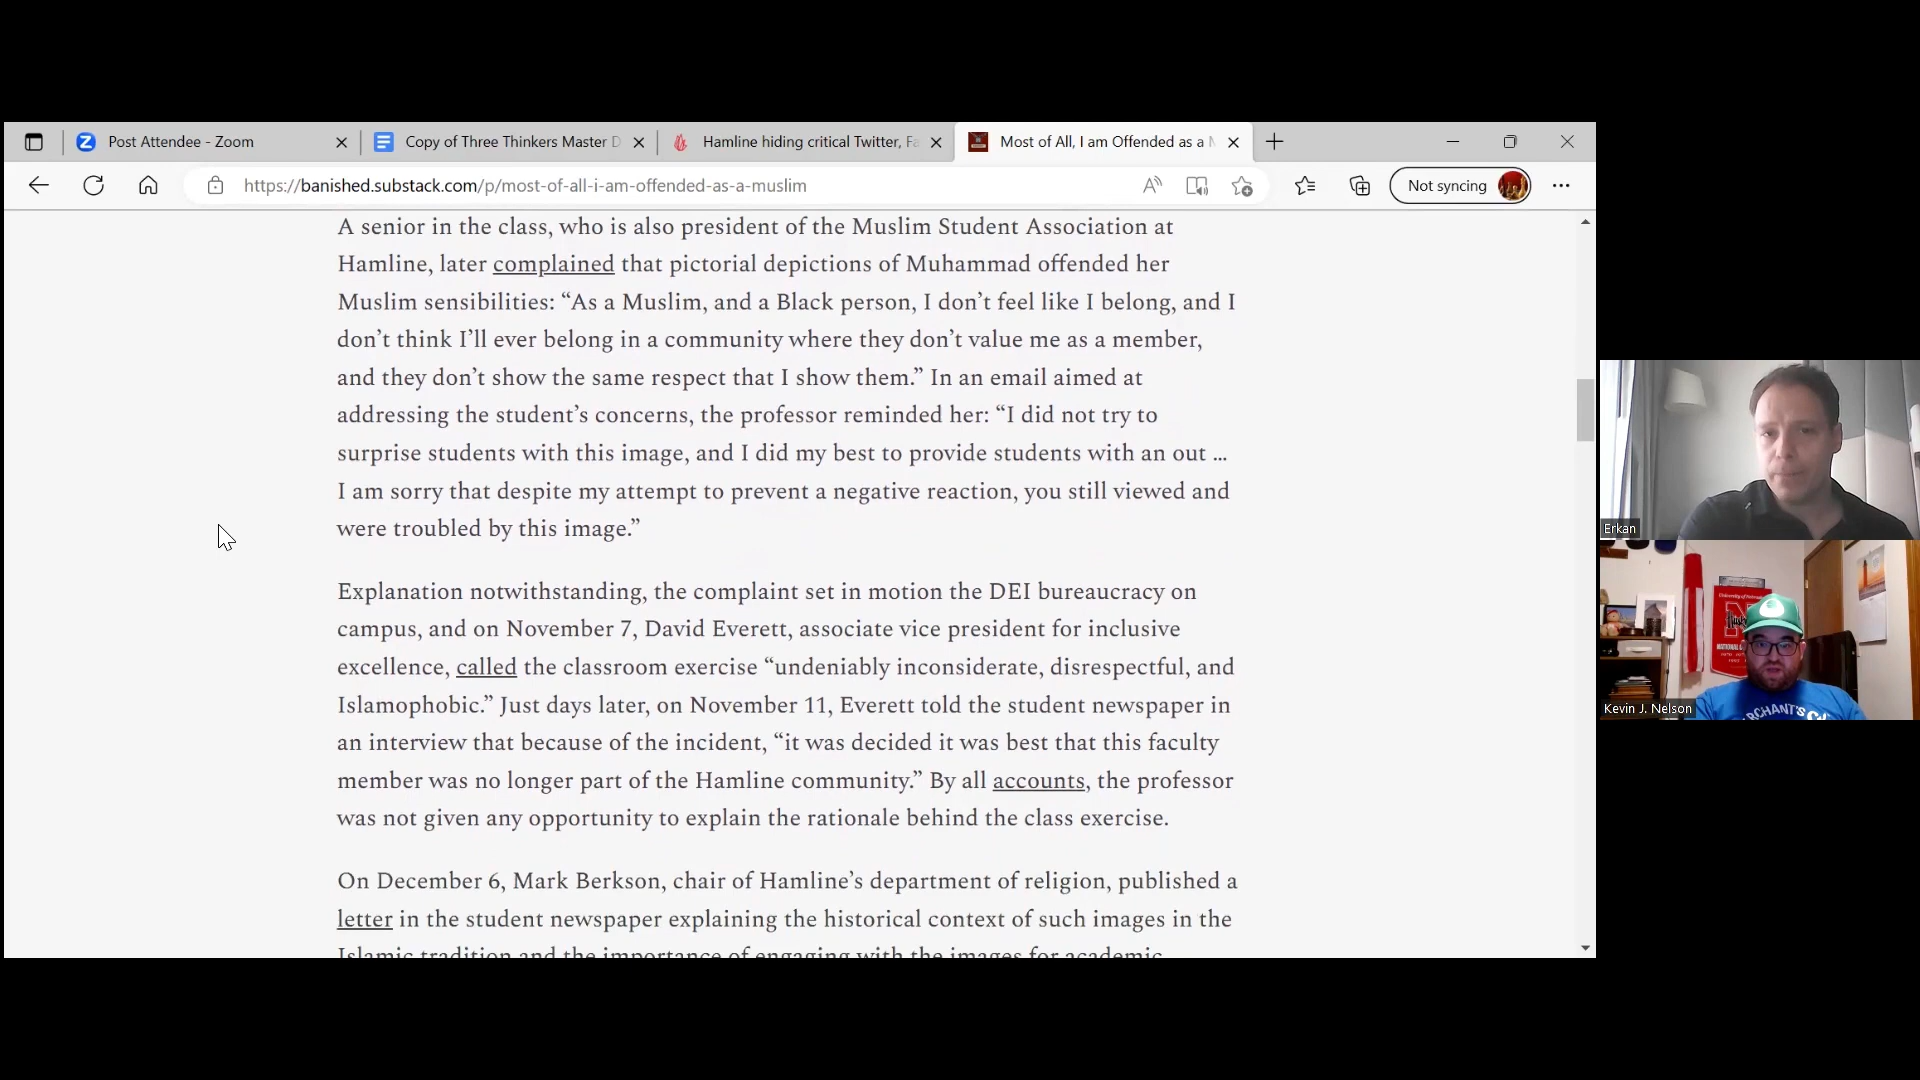 Post Attendee - Zoom
Copy of Three Thinkers Master D
Hamline hiding critical Twitter, Fa
Most of All, I am Offended as a M
https://banished.substack.com/p/most-of-all-i-am-offended-as-a-muslim
Not syncing
A senior in the class, who is also president of the Muslim Student Association at
Hamline, later complained that pictorial depictions of Muhammad offended her
Muslim sensibilities: “As a Muslim, and a Black person, I don’t feel like I belong, and I
don’t think I’ll ever belong in a community where they don’t value me as a member,
and they don’t show the same respect that I show them.” In an email aimed at
addressing the student’s concerns, the professor reminded her: “I did not try to
surprise students with this image, and I did my best to provide students with an out ...
I am sorry that despite my attempt to prevent a negative reaction, you still viewed and
were troubled by this image.”
Explanation notwithstanding, the complaint set in motion the DEI bureaucracy on
campus, and on November 7, David Everett, associate vice president for inclusive
excellence, called the classroom exercise “undeniably inconsiderate, disrespectful, and
Islamophobic.” Just days later, on November 11, Everett told the student newspaper in
an interview that because of the incident, “it was decided it was best that this faculty
member was no longer part of the Hamline community.” By all accounts, the professor
was not given any opportunity to explain the rationale behind the class exercise.
On December 6, Mark Berkson, chair of Hamline’s department of religion, published a
letter in the student newspaper explaining the historical context of such images in the
Islamic tradition and the importance of engaging with the images for academic
Erkan
Kevin J. Nelson